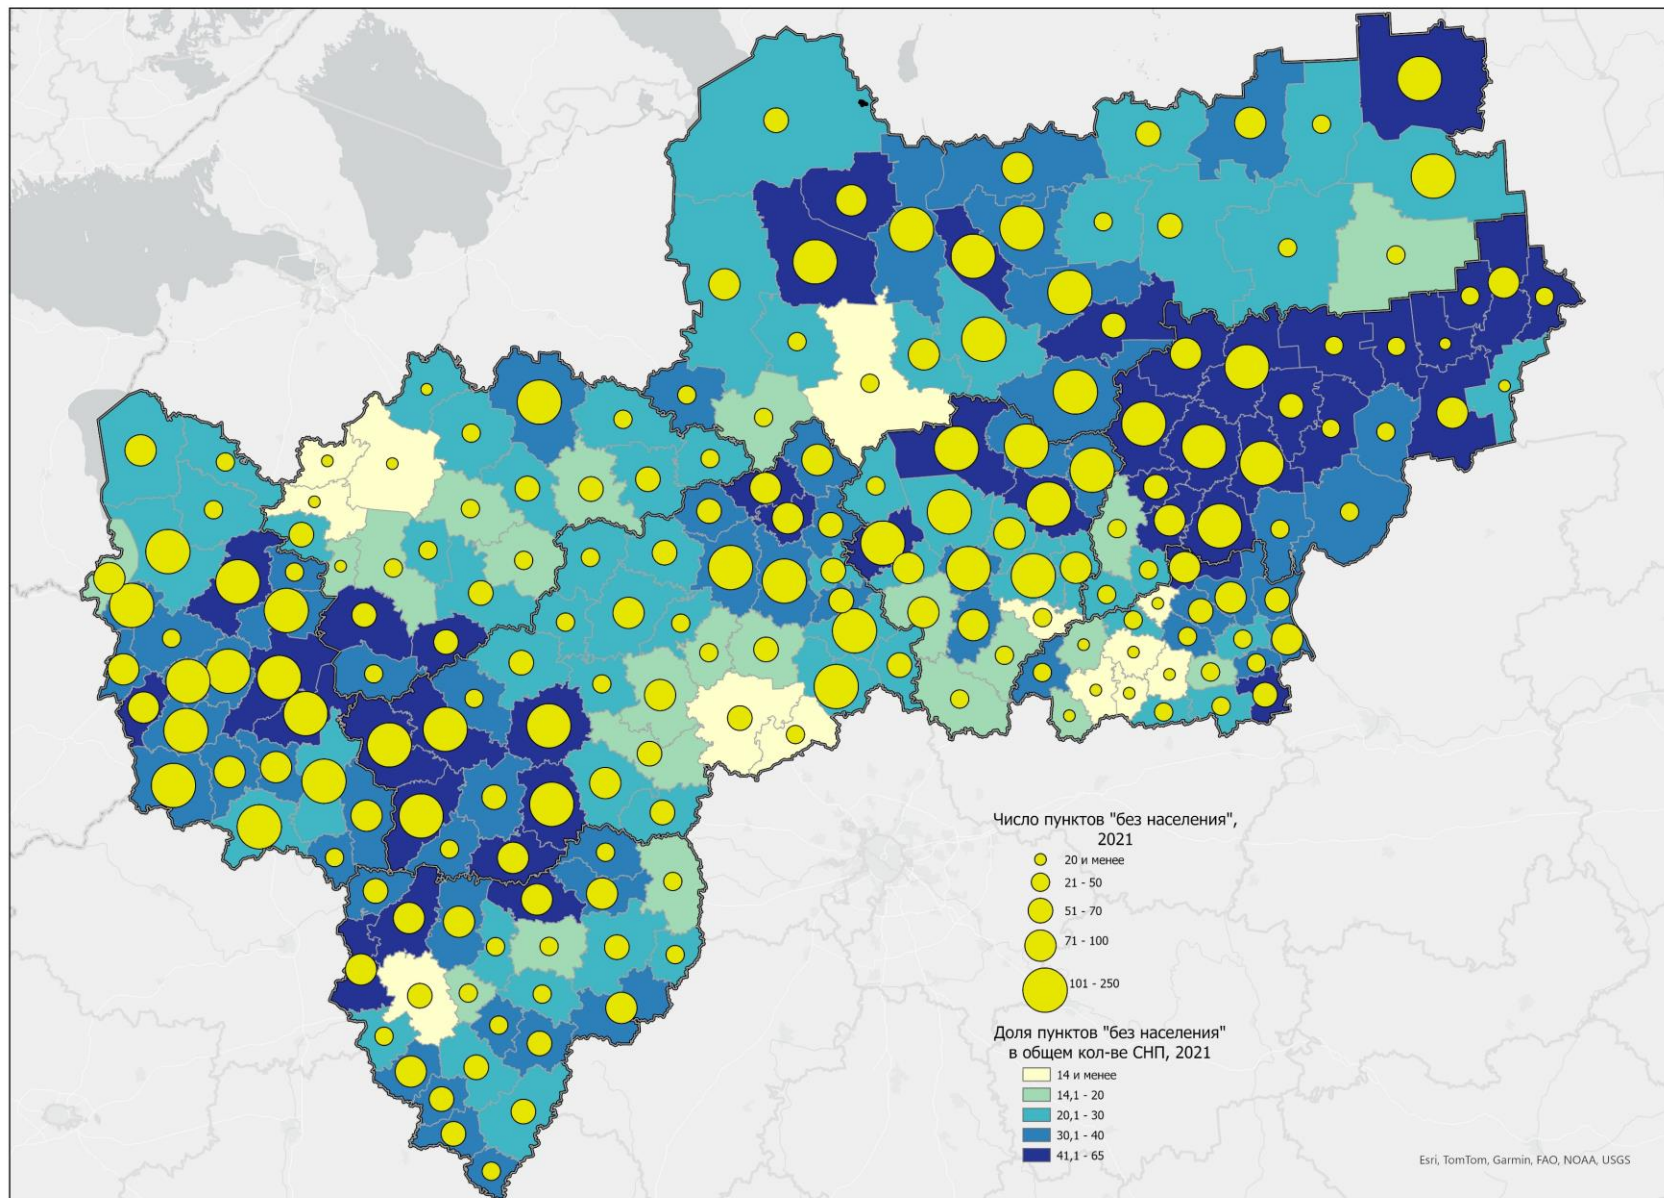 Число пунктов "без населения",
2021
20 и менее
21 - 50
51 - 70
71 - 100
101 - 250
Доля пунктов "без населения"
в общем кол-ве СНП, 2021
14 и менее
14,1 - 20
20,1 - 30
30,1 - 40
41,1 - 65
Esri, TomTom, Garmin, FAO, NOAA, USGS